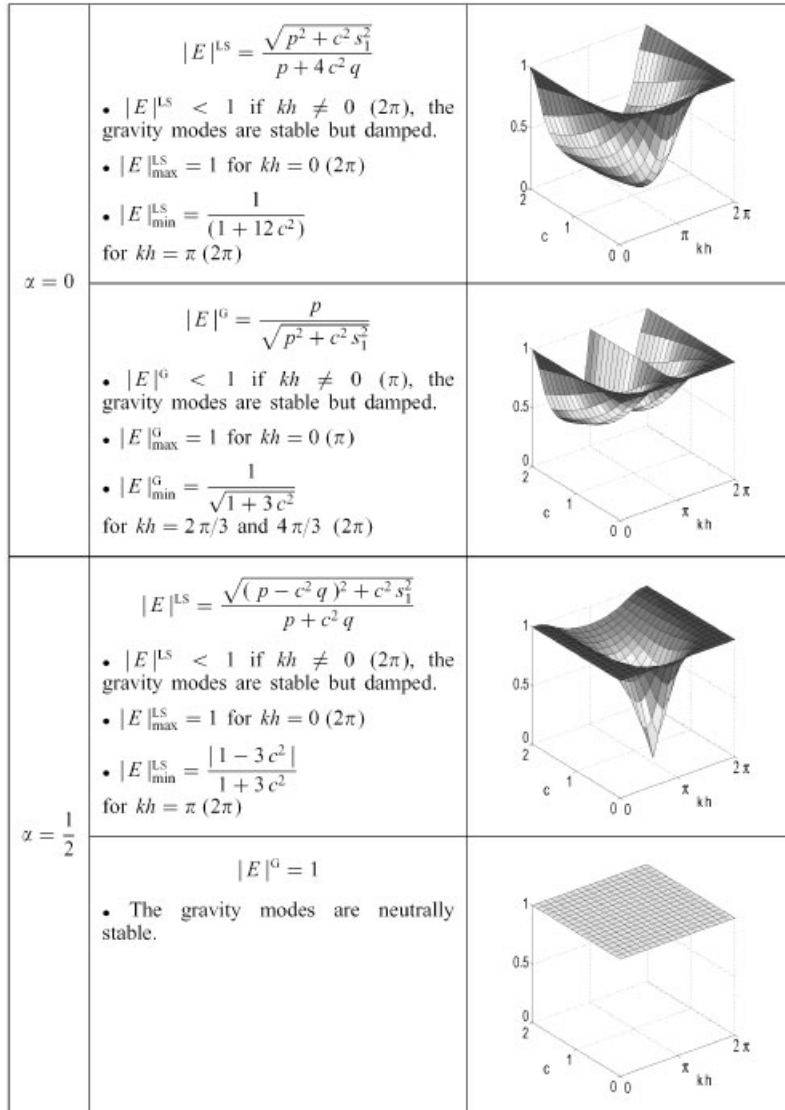 α = 0
|E|^LS = √(p² + c² s₁²) / (p + 4 c² q)
• |E|^LS < 1 if kh ≠ 0 (2π), the
gravity modes are stable but damped.
• |E|^LS_max = 1 for kh = 0 (2π)
• |E|^LS_min = 1 / (1 + 12 c²)
for kh = π (2π)
1
0.5
0
2
c
1
0 0
π
kh
2 π
|E|^G = p / √(p² + c² s₁²)
• |E|^G < 1 if kh ≠ 0 (π), the
gravity modes are stable but damped.
• |E|^G_max = 1 for kh = 0 (π)
• |E|^G_min = 1 / √(1 + 3 c²)
for kh = 2 π/3 and 4 π/3 (2π)
1
0.5
0
2
c
1
0 0
π
kh
2 π
α = 1/2
|E|^LS = √(( p − c² q )² + c² s₁²) / (p + c² q)
• |E|^LS < 1 if kh ≠ 0 (2π), the
gravity modes are stable but damped.
• |E|^LS_max = 1 for kh = 0 (2π)
• |E|^LS_min = | 1 − 3 c² | / (1 + 3 c²)
for kh = π (2π)
1
0.5
0
2
c
1
0 0
π
kh
2 π
|E|^G = 1
• The gravity modes are neutrally
stable.
1
0.5
0
2
c
1
0 0
π
kh
2 π